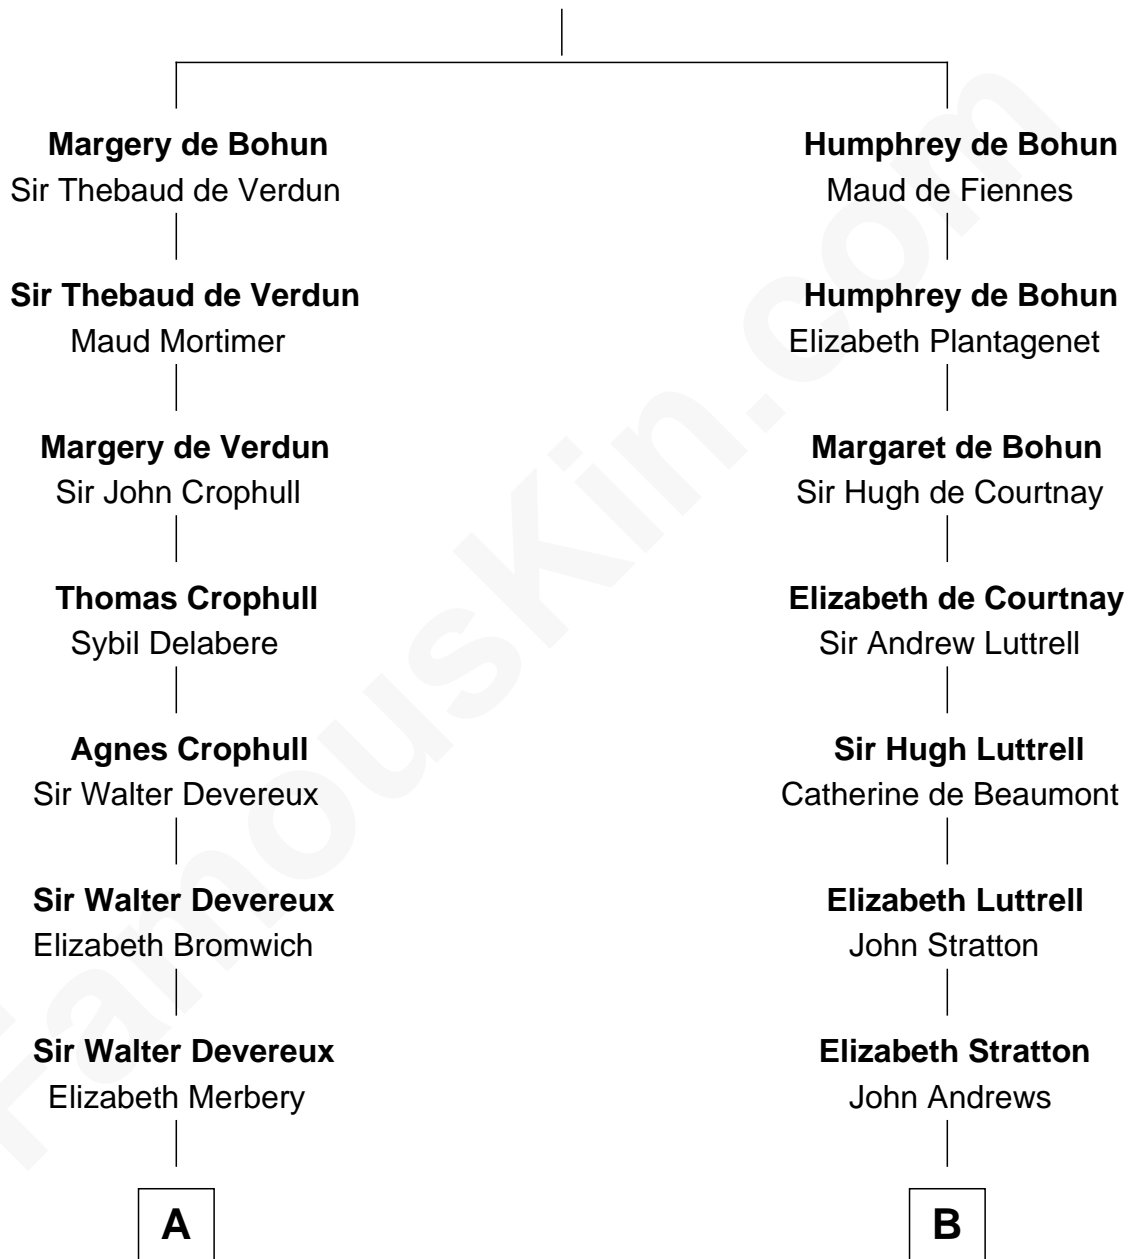 Margery de Bohun
Sir Thebaud de Verdun
Sir Thebaud de Verdun
Maud Mortimer
Margery de Verdun
Sir John Crophull
Thomas Crophull
Sybil Delabere
Agnes Crophull
Sir Walter Devereux
Sir Walter Devereux
Elizabeth Bromwich
Sir Walter Devereux
Elizabeth Merbery
A
Humphrey de Bohun
Maud de Fiennes
Humphrey de Bohun
Elizabeth Plantagenet
Margaret de Bohun
Sir Hugh de Courtnay
Elizabeth de Courtnay
Sir Andrew Luttrell
Sir Hugh Luttrell
Catherine de Beaumont
Elizabeth Luttrell
John Stratton
Elizabeth Stratton
John Andrews
B
FamousKin.com